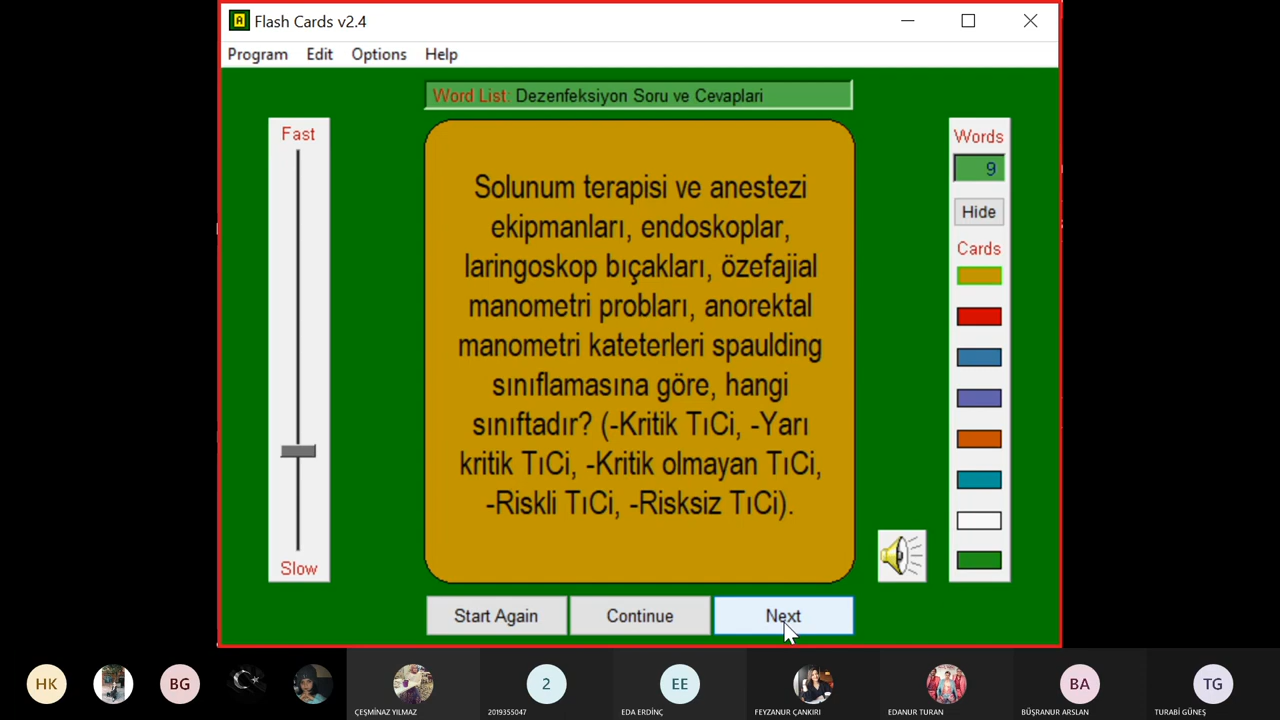 Flash Cards v2.4
Program Edit Options Help
Word List: Dezenfeksiyon Soru ve Cevaplari
Fast
Solunum terapisi ve anestezi
ekipmanları, endoskoplar,
laringoskop bıçakları, özefajial
manometri probları, anorektal
manometri kateterleri spaulding
sınıflamasına göre, hangi
sınıftadır? (-Kritik TıCi, -Yarı
kritik TıCi, -Kritik olmayan TıCi,
-Riskli TıCi, -Risksiz TıCi).
Slow
Words
9
Hide
Cards
Start Again Continue Next
HK
BG
ÇEŞMİNAZ YILMAZ
2
2019355047
EE
EDA ERDİNÇ
FEYZANUR ÇANKIRI
EDANUR TURAN
BA
BÜŞRANUR ARSLAN
TG
TURABİ GÜNEŞ